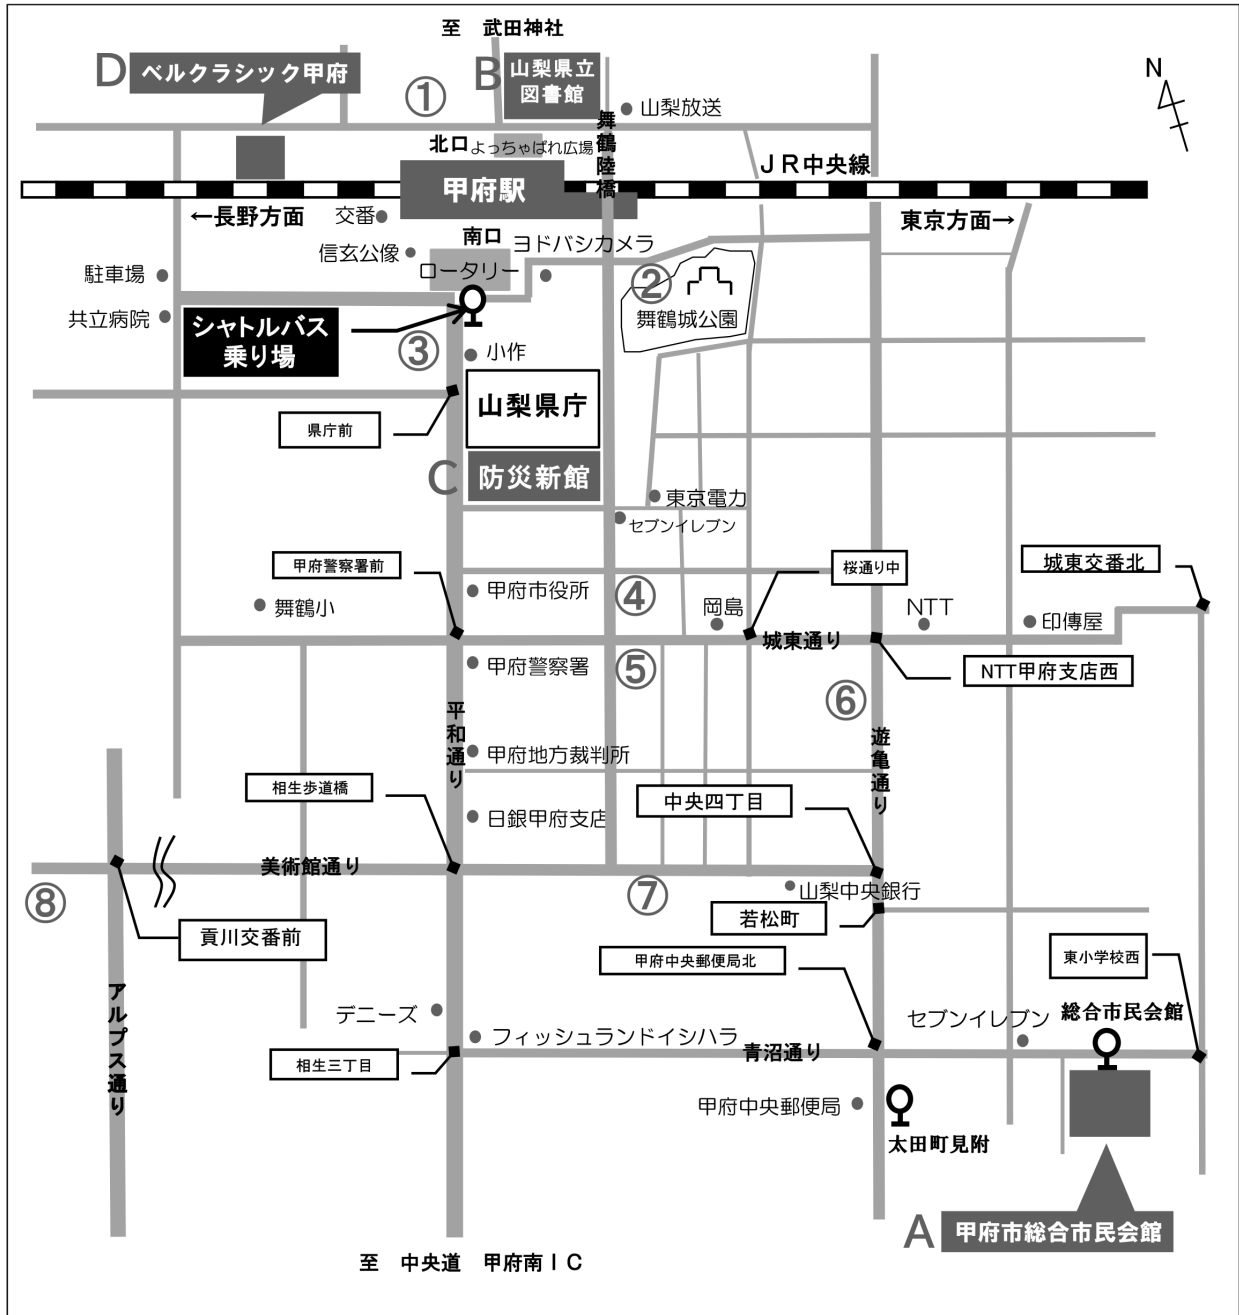 至 武田神社
D
ベルクラシック甲府
①
B
山梨県立
図書館
山梨放送
N
舞鶴陸橋
北口
よっちゃばれ広場
JR中央線
甲府駅
←長野方面
交番
東京方面→
南口
ヨドバシカメラ
信玄公像
ロータリー
駐車場
②
共立病院
シャトルバス
乗り場
舞鶴城公園
③
小作
山梨県庁
県庁前
C
防災新館
東京電力
セブンイレブン
甲府警察署前
桜通り中
城東交番北
甲府市役所
④
舞鶴小
岡島
NTT
印傳屋
城東通り
甲府警察署
⑤
NTT甲府支店西
⑥
平和通り
遊亀通り
甲府地方裁判所
相生歩道橋
中央四丁目
日銀甲府支店
美術館通り
⑦
山梨中央銀行
⑧
若松町
貢川交番前
甲府中央郵便局北
東小学校西
アルプス通り
デニーズ
セブンイレブン
総合市民会館
フィッシュランドイシハラ
青沼通り
相生三丁目
甲府中央郵便局
太田町見附
A
甲府市総合市民会館
至 中央道 甲府南IC